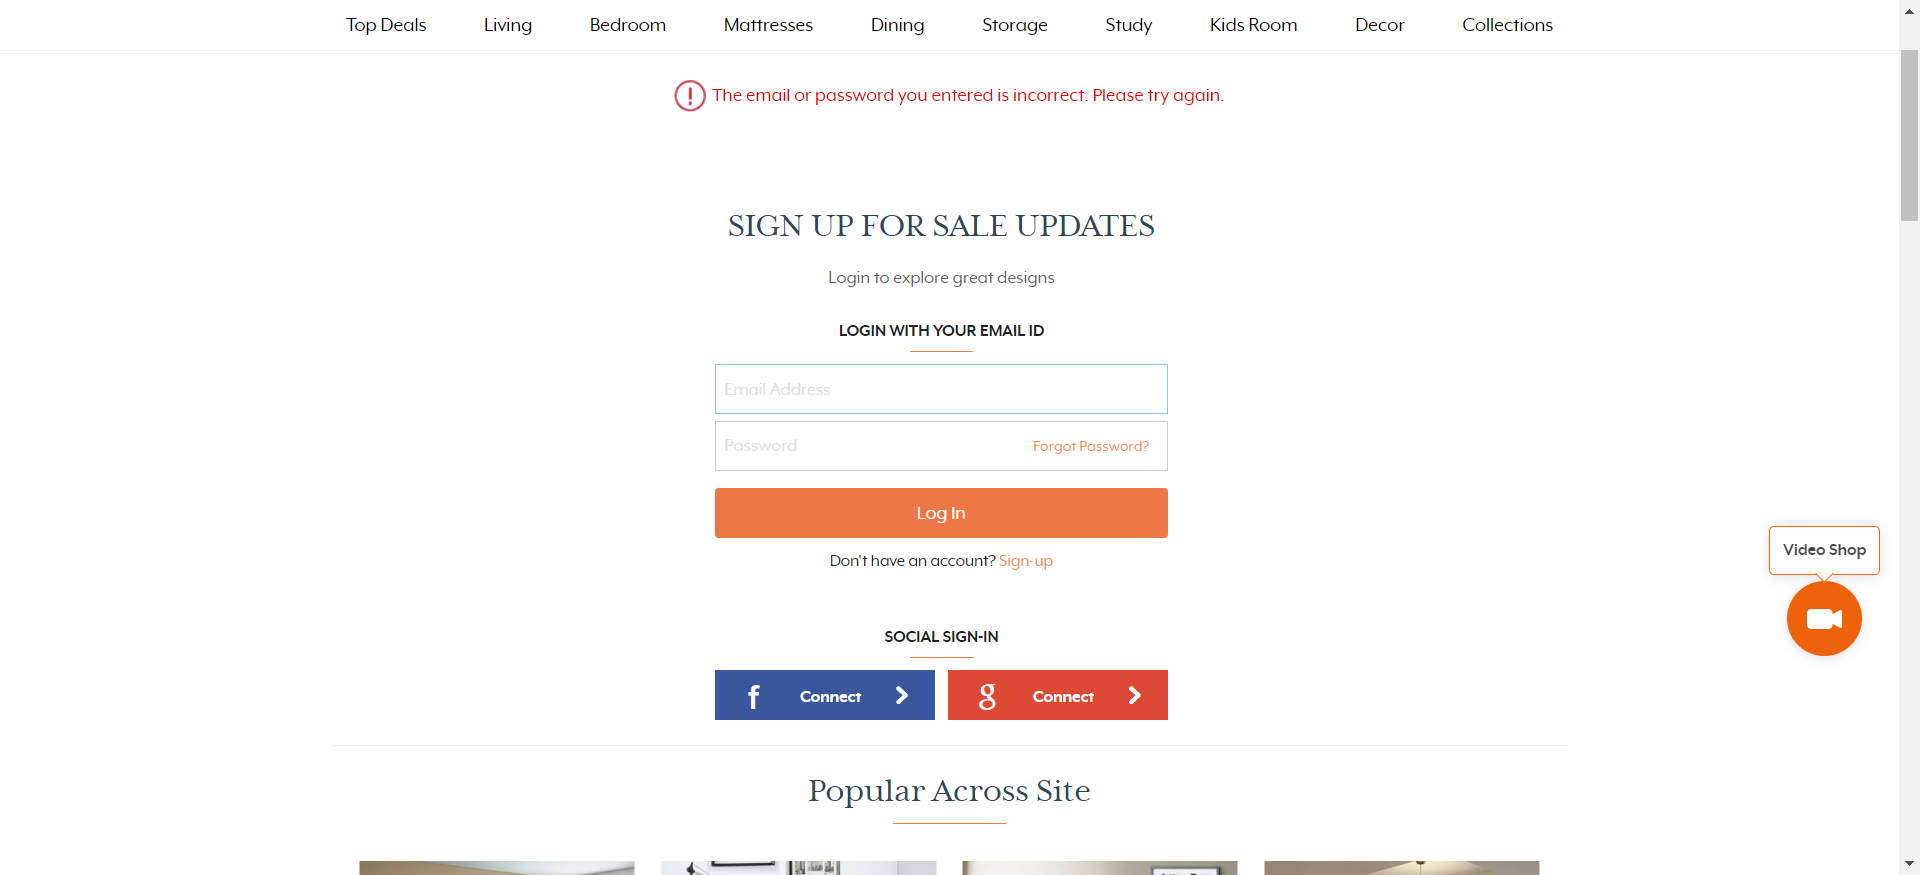 Top Deals Living Bedroom Mattresses Dining Storage Study Kids Room Decor Collections
The email or password you entered is incorrect. Please try again.
SIGN UP FOR SALE UPDATES
Login to explore great designs
LOGIN WITH YOUR EMAIL ID
Email Address
Password Forgot Password?
Log In
Don't have an account? Sign-up
Video Shop
SOCIAL SIGN-IN
f Connect g Connect
Popular Across Site